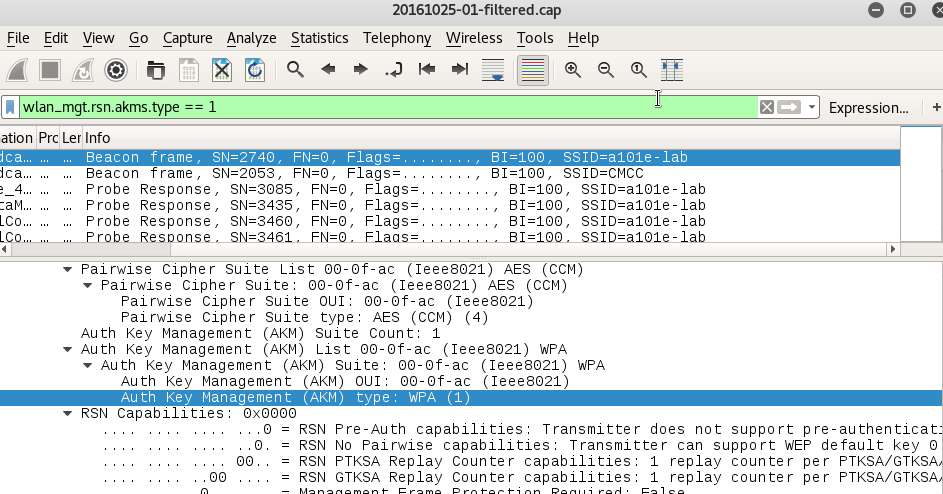 20161025-01-filtered.cap
File Edit View Go Capture Analyze Statistics Telephony Wireless Tools Help
wlan_mgt.rsn.akms.type == 1 Expression... +
ation Prc Ler Info
dca... ... ... Beacon frame, SN=2740, FN=0, Flags=........, BI=100, SSID=a101e-lab
dca... ... ... Beacon frame, SN=2053, FN=0, Flags=........, BI=100, SSID=CMCC
e_4... ... ... Probe Response, SN=3085, FN=0, Flags=........, BI=100, SSID=a101e-lab
caM... ... ... Probe Response, SN=3435, FN=0, Flags=........, BI=100, SSID=a101e-lab
lCo... ... ... Probe Response, SN=3460, FN=0, Flags=........, BI=100, SSID=a101e-lab
lCo... ... ... Probe Response, SN=3461, FN=0, Flags=........, BI=100, SSID=a101e-lab
Pairwise Cipher Suite List 00-0f-ac (Ieee8021) AES (CCM)
Pairwise Cipher Suite: 00-0f-ac (Ieee8021) AES (CCM)
Pairwise Cipher Suite OUI: 00-0f-ac (Ieee8021)
Pairwise Cipher Suite type: AES (CCM) (4)
Auth Key Management (AKM) Suite Count: 1
Auth Key Management (AKM) List 00-0f-ac (Ieee8021) WPA
Auth Key Management (AKM) Suite: 00-0f-ac (Ieee8021) WPA
Auth Key Management (AKM) OUI: 00-0f-ac (Ieee8021)
Auth Key Management (AKM) type: WPA (1)
RSN Capabilities: 0x0000
.... .... .... ...0 = RSN Pre-Auth capabilities: Transmitter does not support pre-authenticati
.... .... .... ..0. = RSN No Pairwise capabilities: Transmitter can support WEP default key 0
.... .... .... 00.. = RSN PTKSA Replay Counter capabilities: 1 replay counter per PTKSA/GTKSA/
.... .... ..00 .... = RSN GTKSA Replay Counter capabilities: 1 replay counter per PTKSA/GTKSA/
.... .... .0.. .... = Management Frame Protection Required: False